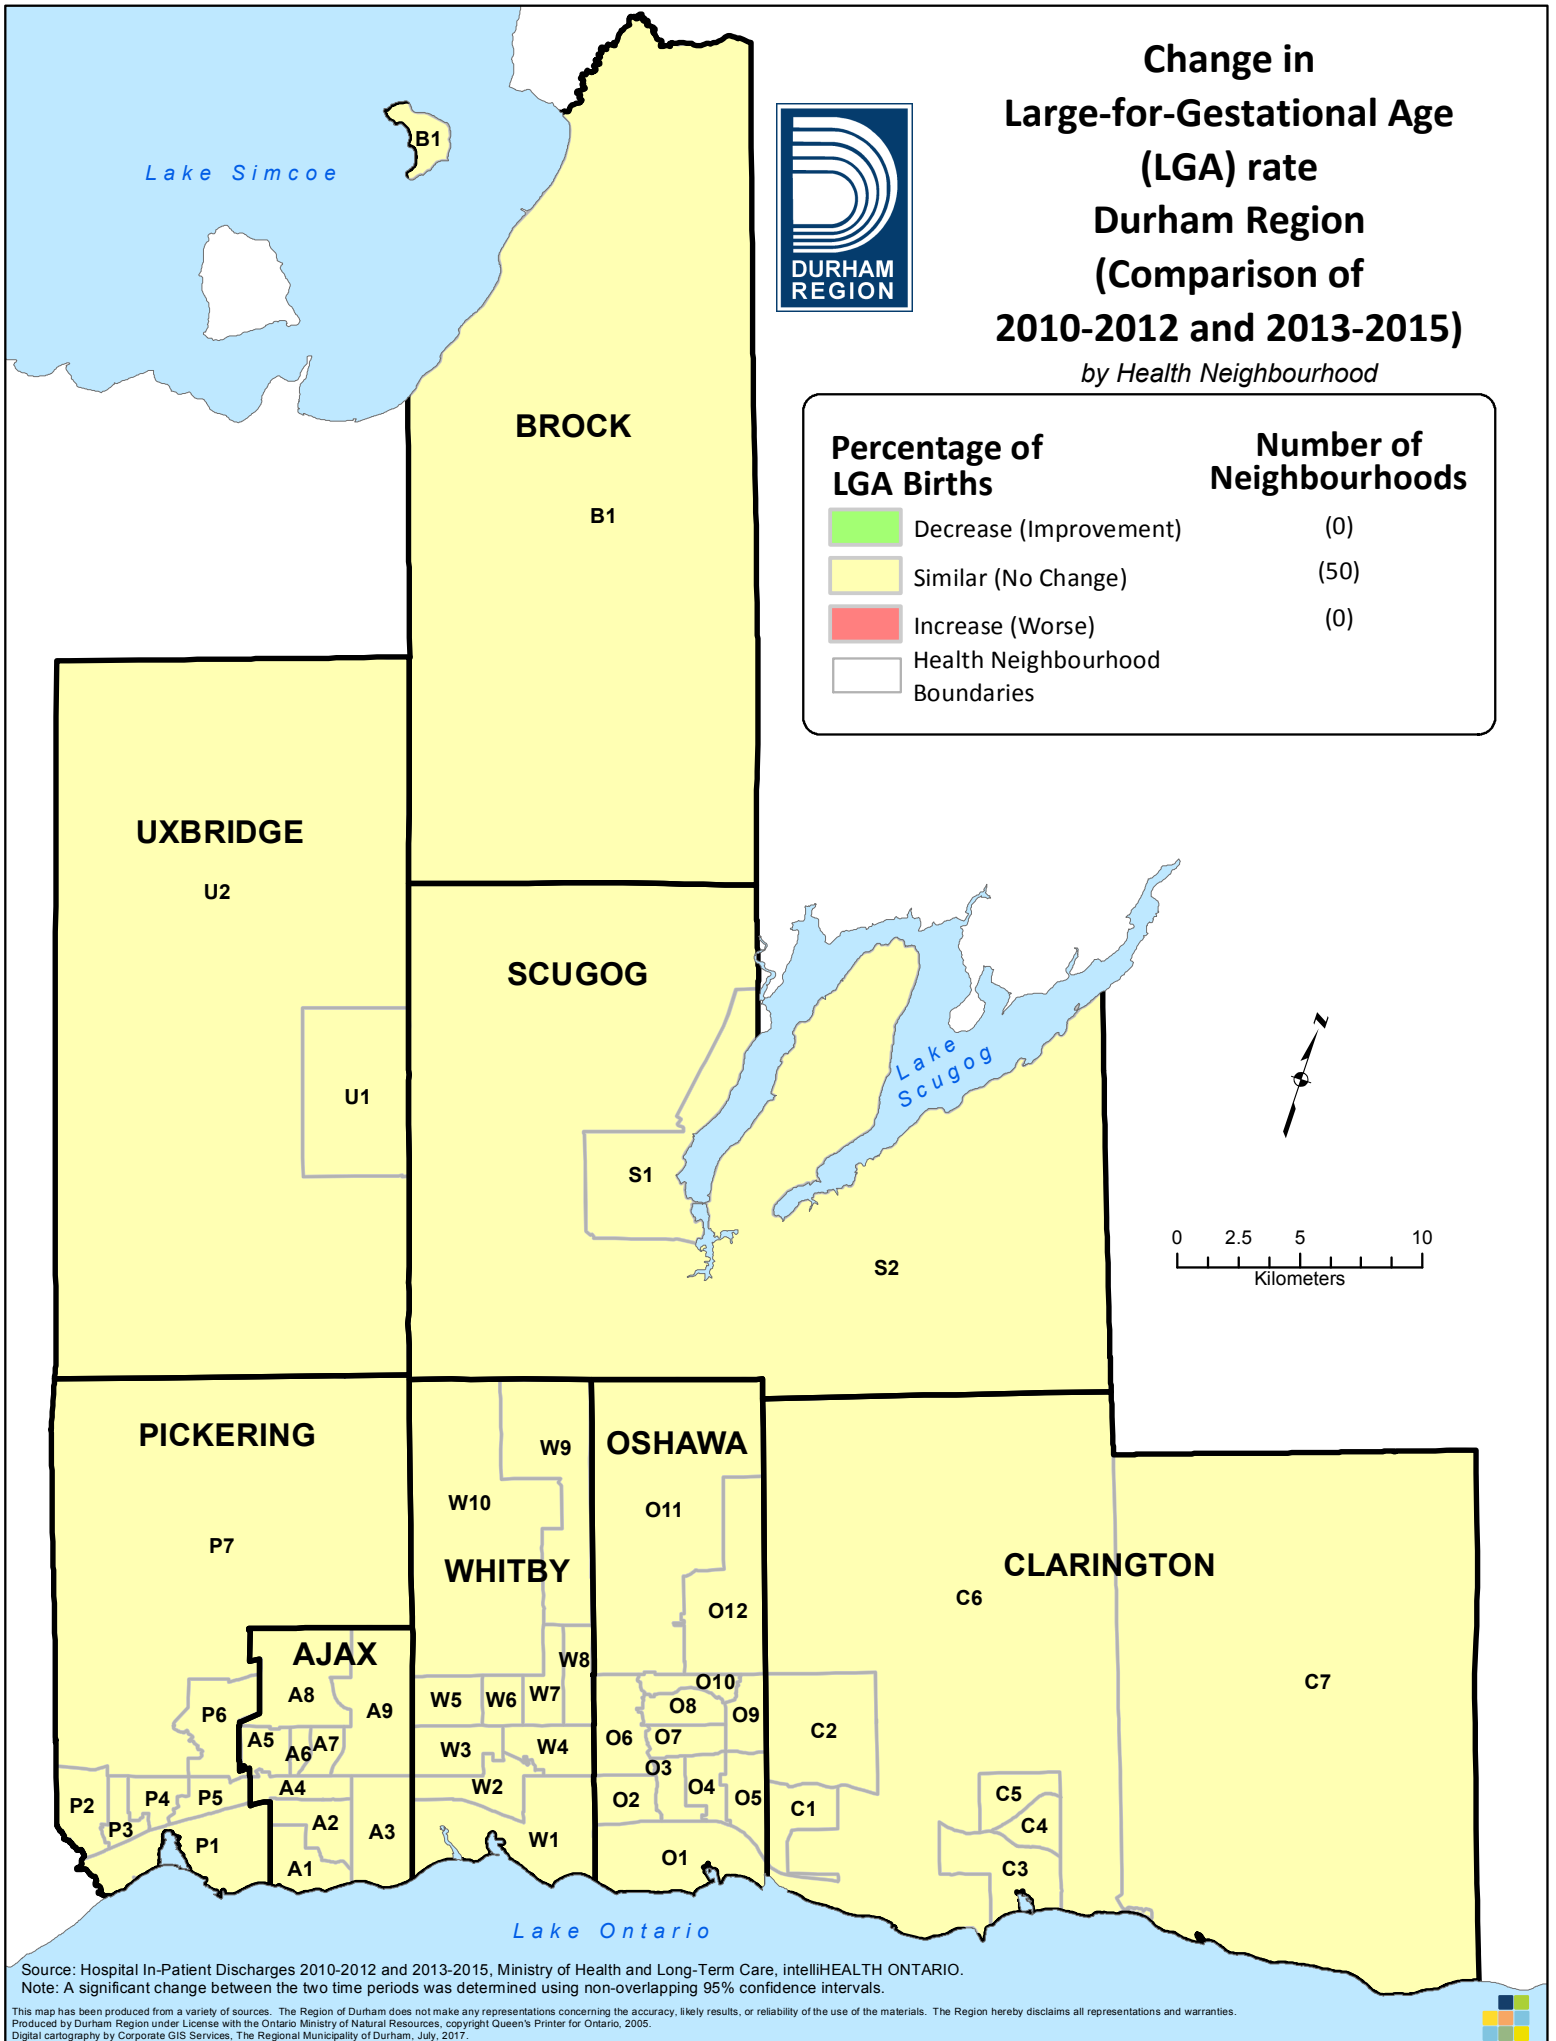 Change in
Large-for-Gestational Age
(LGA) rate
Durham Region
(Comparison of
2010-2012 and 2013-2015)
by Health Neighbourhood
DURHAM
REGION
Percentage of
LGA Births
Number of
Neighbourhoods
Decrease (Improvement) (0)
Similar (No Change) (50)
Increase (Worse) (0)
Health Neighbourhood
Boundaries
B1
Lake Simcoe
BROCK
B1
UXBRIDGE
U2
SCUGOG
Lake
Scugog
U1
S1
S2
0 2.5 5 10
Kilometers
N
PICKERING
OSHAWA
W9
W10
O11
P7
WHITBY
CLARINGTON
C6
O12
AJAX
W8
C7
O10
A8
W5
W6
W7
O8
A9
P6
O9
C2
A5
A6
A7
W3
W4
O6
O7
O3
A4
W2
O4
C5
P2
P4
P5
O2
O5
C1
P3
A2
A3
C4
P1
W1
O1
A1
C3
Lake Ontario
Source: Hospital In-Patient Discharges 2010-2012 and 2013-2015, Ministry of Health and Long-Term Care, intelliHEALTH ONTARIO.
Note: A significant change between the two time periods was determined using non-overlapping 95% confidence intervals.
This map has been produced from a variety of sources. The Region of Durham does not make any representations concerning the accuracy, likely results, or reliability of the use of the materials. The Region hereby disclaims all representations and warranties.
Produced by Durham Region under License with the Ontario Ministry of Natural Resources, copyright Queen's Printer for Ontario, 2005.
Digital cartography by Corporate GIS Services, The Regional Municipality of Durham, July, 2017.